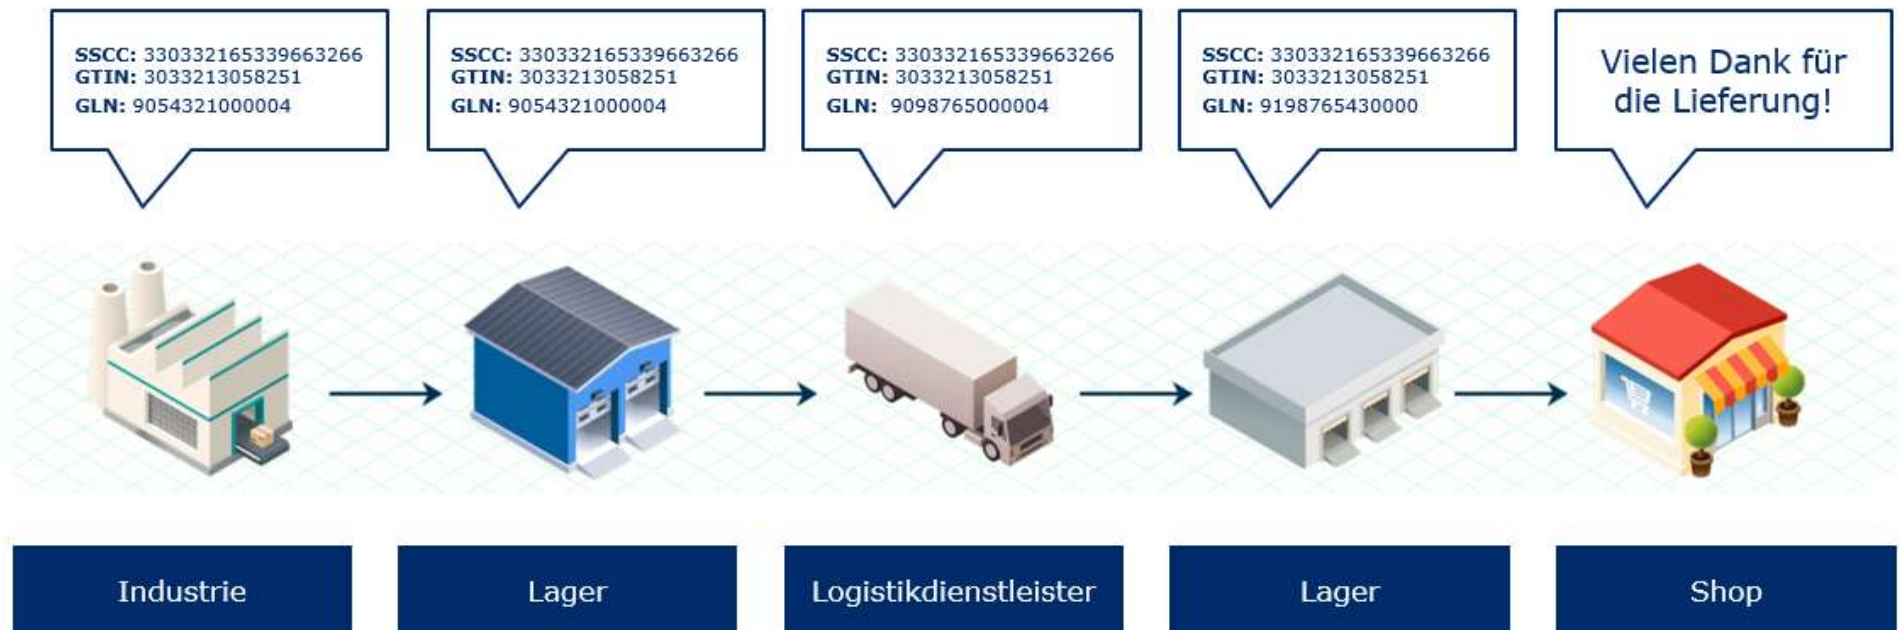 SSCC: 330332165339663266
GTIN: 3033213058251
GLN: 9054321000004
SSCC: 330332165339663266
GTIN: 3033213058251
GLN: 9054321000004
SSCC: 330332165339663266
GTIN: 3033213058251
GLN: 9098765000004
SSCC: 330332165339663266
GTIN: 3033213058251
GLN: 9198765430000
Vielen Dank für
die Lieferung!
Industrie
Lager
Logistikdienstleister
Lager
Shop